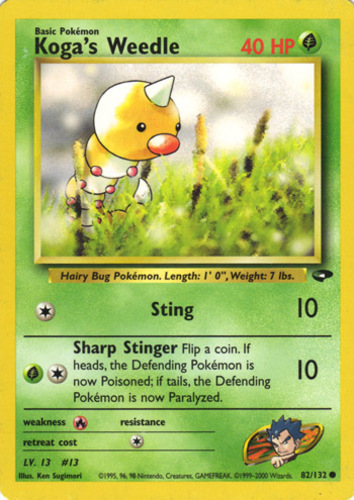 Basic Pokémon
Koga's Weedle 40 HP
Hairy Bug Pokémon. Length: 1' 0", Weight: 7 lbs.
Sting 10
Sharp Stinger Flip a coin. If
heads, the Defending Pokémon is
now Poisoned; if tails, the Defending
Pokémon is now Paralyzed.
10
weakness resistance
retreat cost
LV. 13 #13
Illus. Ken Sugimori ©1995, 96, 98 Nintendo, Creatures, GAMEFREAK. ©1999-2000 Wizards. 82/132